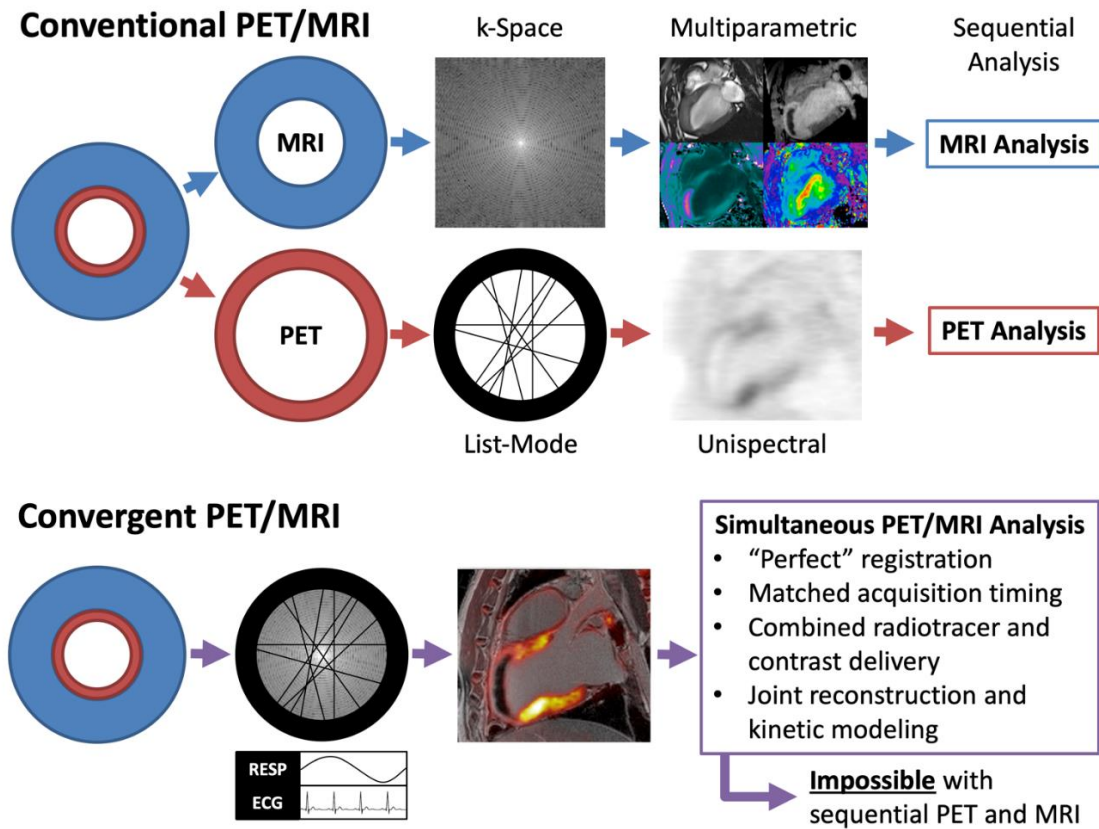 Conventional PET/MRI
k-Space
Multiparametric
Sequential
Analysis
MRI
MRI Analysis
PET
PET Analysis
List-Mode
Unispectral
Convergent PET/MRI
RESP
ECG
Simultaneous PET/MRI Analysis
• “Perfect” registration
• Matched acquisition timing
• Combined radiotracer and
contrast delivery
• Joint reconstruction and
kinetic modeling
Impossible with
sequential PET and MRI